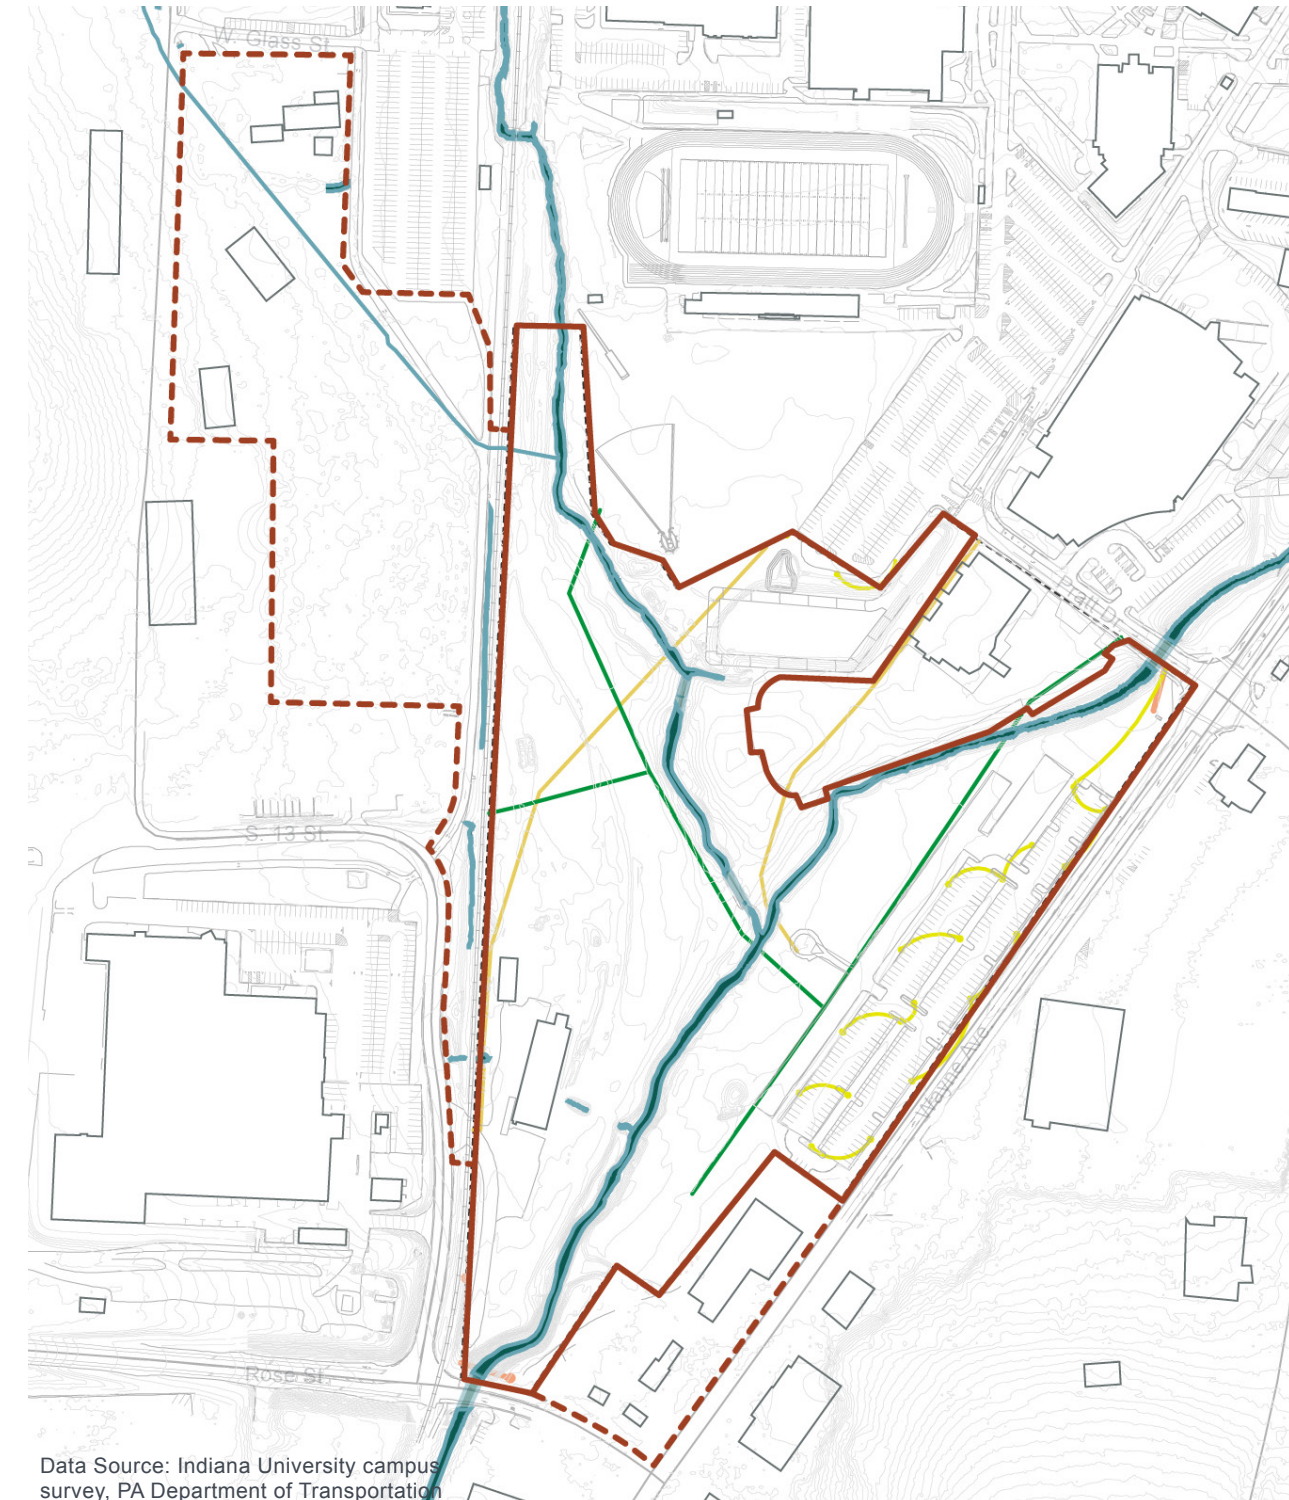 W. Glass St.
Pratt Dr.
S. 13 St.
Wayne Ave
Rose St.
Data Source: Indiana University campus
survey, PA Department of Transportation